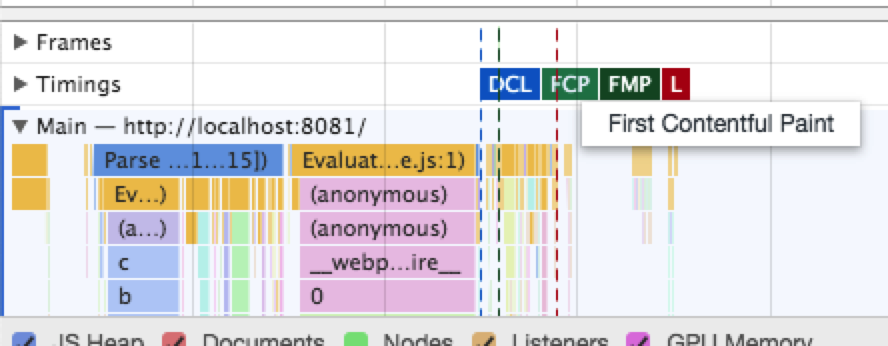 Frames
Timings DCL FCP FMP L
First Contentful Paint
Main — http://localhost:8081/
Parse ...1...15]) Evaluat...e.js:1)
Ev...) (anonymous)
(a...) (anonymous)
c __webp...ire__
b 0
JS Heap Documents Nodes Listeners GPU Memory